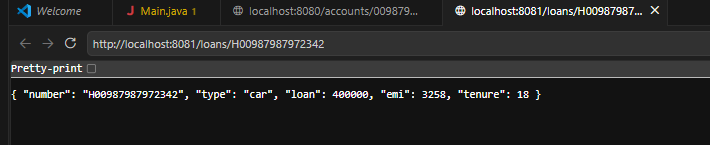 Welcome
J Main.java 1
localhost:8080/accounts/009879...
localhost:8081/loans/H00987987...
http://localhost:8081/loans/H00987987972342
Pretty-print
{ "number": "H00987987972342", "type": "car", "loan": 400000, "emi": 3258, "tenure": 18 }